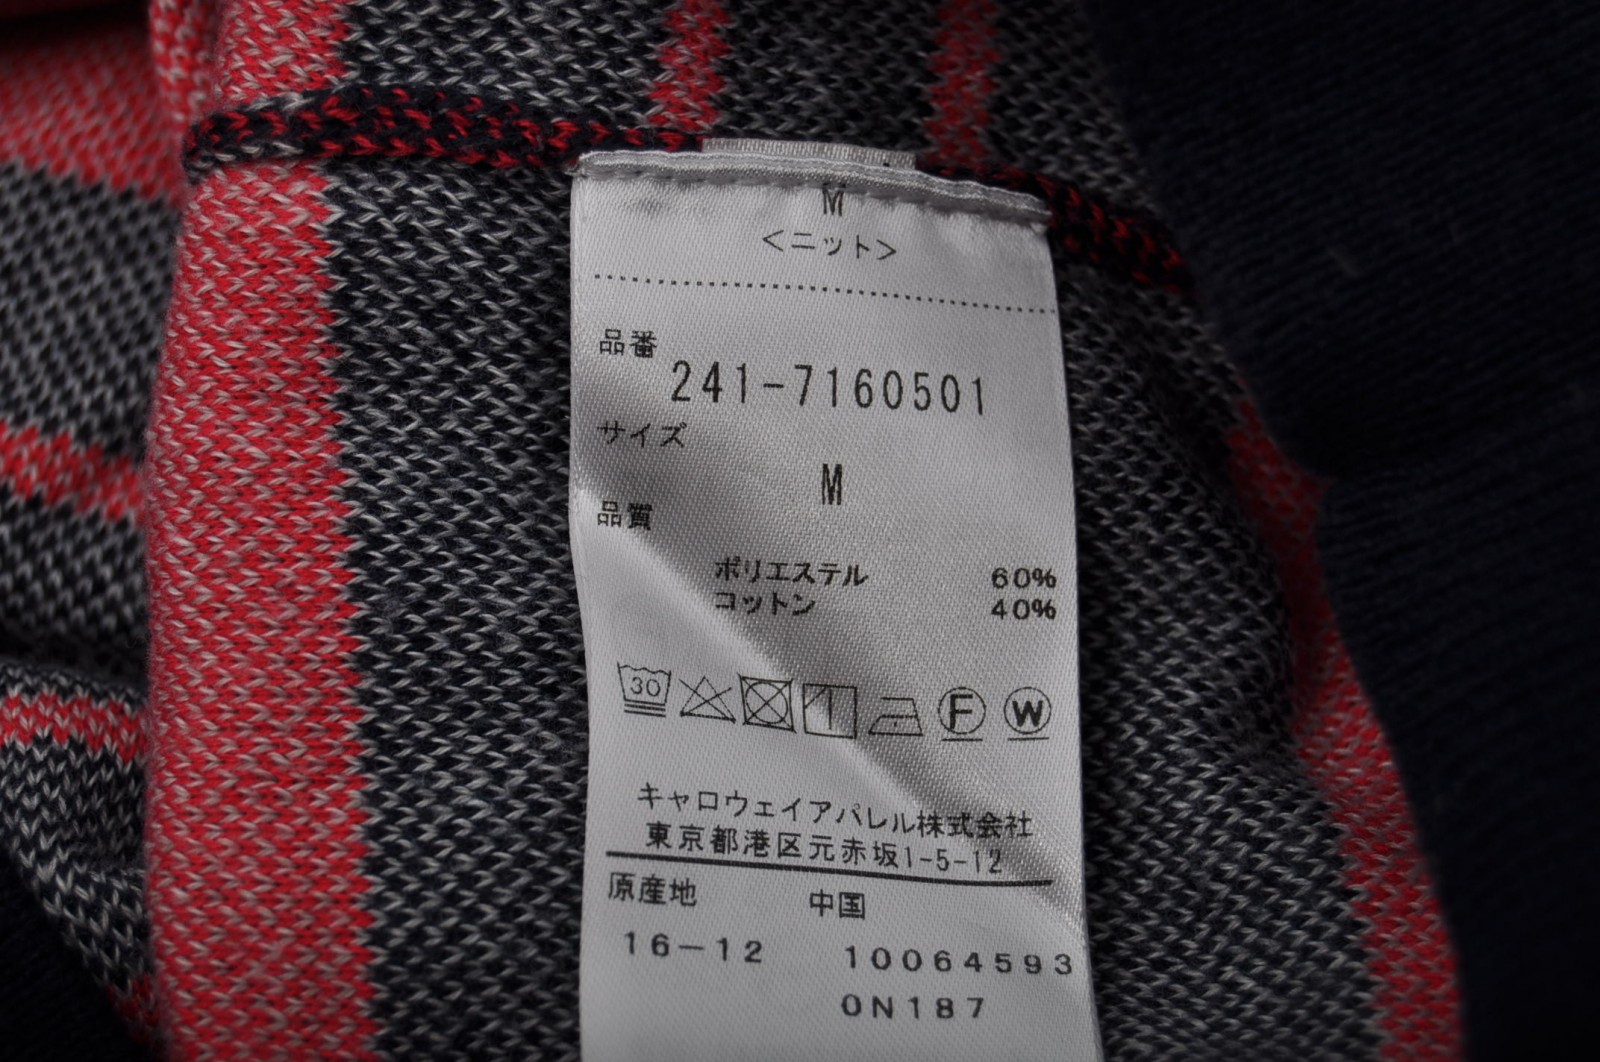 M
<ニット>
品番
241-7160501
サイズ
M
品質
ポリエステル 60%
コットン 40%
30
F W
キャロウェイアパレル株式会社
東京都港区元赤坂1-5-12
原産地 中国
16-12 10064593
0N187